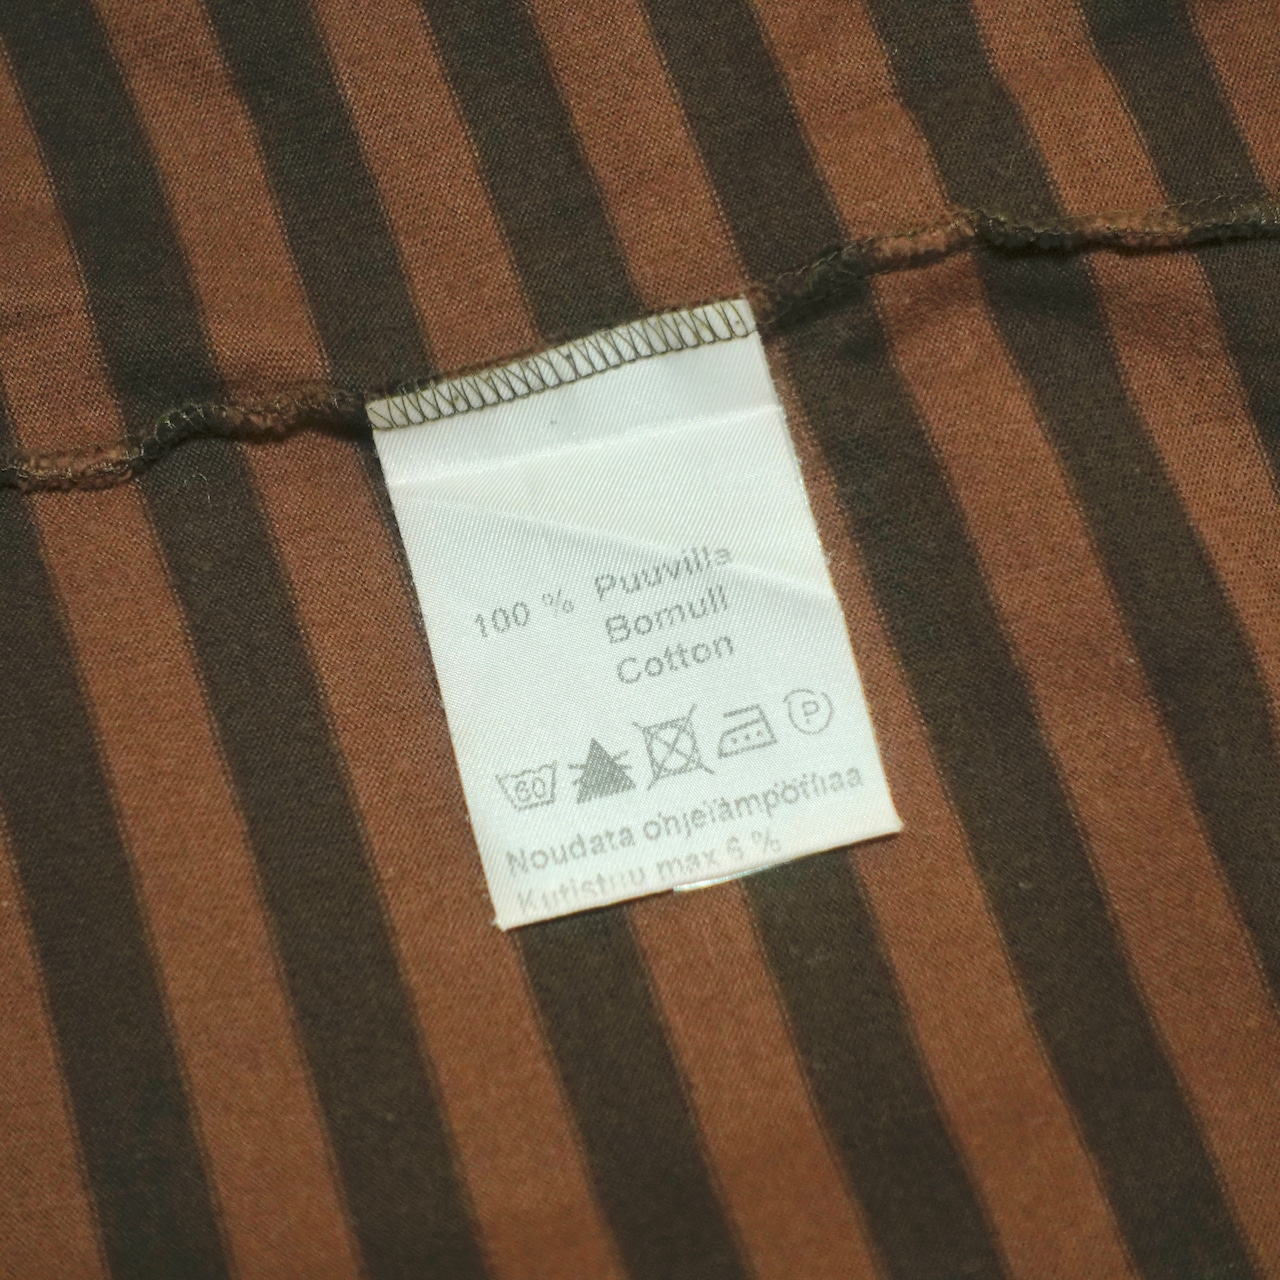 100 % Puuvilla
Bomull
Cotton
60
P
Noudata ohjelämpötilaa
Kutistuu max 6 %